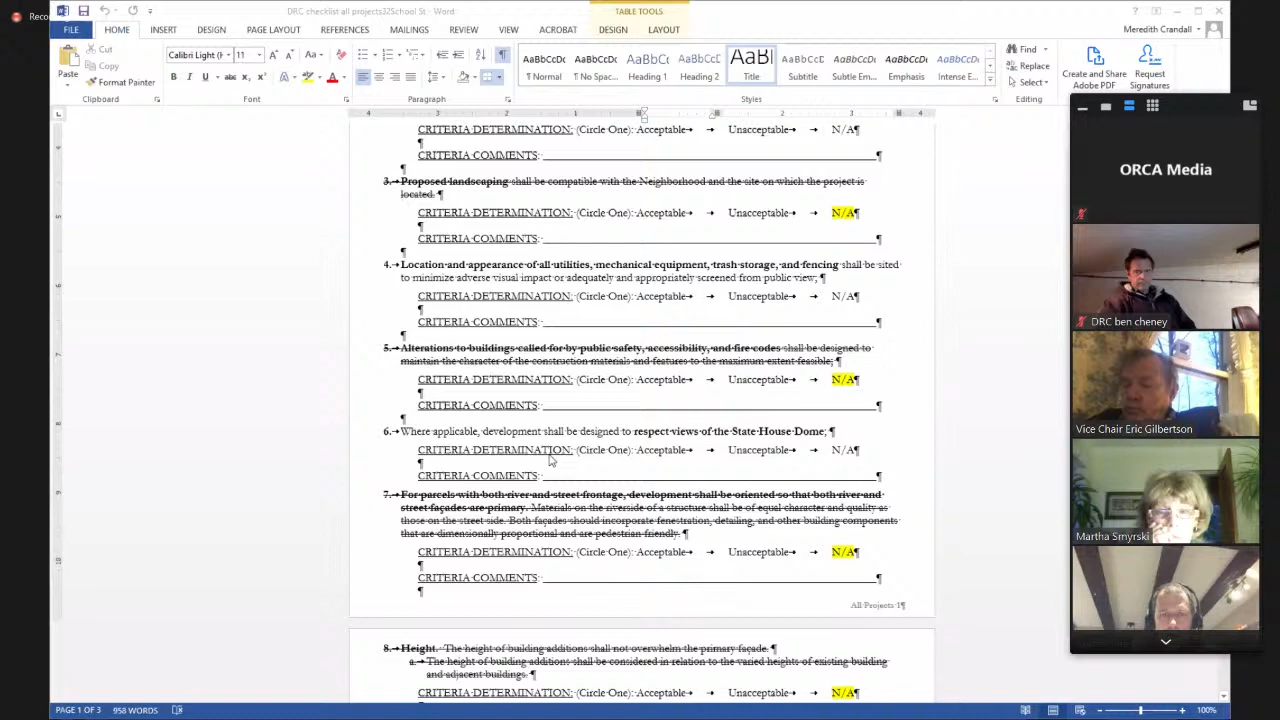 Recor
DRC checklist all projects32School St. - Word
TABLE TOOLS
FILE
HOME
INSERT
DESIGN
PAGE LAYOUT
REFERENCES
MAILINGS
REVIEW
VIEW
ACROBAT
DESIGN
LAYOUT
Meredith Crandall
Cut
Copy
Format Painter
Paste
Clipboard
Calibri Light (H
11
Font
Paragraph
AaBbCcDc
AaBbCcDc
AaBbC
AaBbCcC
AaBl
AaBbCcC
AaBbCcDc
AaBbCcDc
AaBbCcDc
¶ Normal
¶ No Spac...
Heading 1
Heading 2
Title
Subtitle
Subtle Em...
Emphasis
Intense E...
Styles
Find
Replace
Select
Editing
Create and Share
Adobe PDF
Request
Signatures
Adobe Acrobat
CRITERIA DETERMINATION: (Circle One): Acceptable→ → Unacceptable→ → N/A¶
¶
CRITERIA COMMENTS: ¶
¶
3.→Proposed landscaping shall be compatible with the Neighborhood and the site on which the project is
located. ¶
CRITERIA DETERMINATION: (Circle One): Acceptable→ → Unacceptable→ → N/A¶
¶
CRITERIA COMMENTS: ¶
¶
4.→Location and appearance of all utilities, mechanical equipment, trash storage, and fencing shall be sited
to minimize adverse visual impact or adequately and appropriately screened from public view; ¶
CRITERIA DETERMINATION: (Circle One): Acceptable→ → Unacceptable→ → N/A¶
¶
CRITERIA COMMENTS: ¶
¶
5.→Alterations to buildings called for by public safety, accessibility, and fire codes shall be designed to
maintain the character of the construction materials and features to the maximum extent feasible; ¶
CRITERIA DETERMINATION: (Circle One): Acceptable→ → Unacceptable→ → N/A¶
¶
CRITERIA COMMENTS: ¶
¶
6.→Where applicable, development shall be designed to respect views of the State House Dome; ¶
CRITERIA DETERMINATION: (Circle One): Acceptable→ → Unacceptable→ → N/A¶
¶
CRITERIA COMMENTS: ¶
7.→For parcels with both river and street frontage, development shall be oriented so that both river and
street façades are primary. Materials on the riverside of a structure shall be of equal character and quality as
those on the street side. Both façades should incorporate fenestration, detailing, and other building components
that are dimensionally proportional and are pedestrian friendly. ¶
CRITERIA DETERMINATION: (Circle One): Acceptable→ → Unacceptable→ → N/A¶
¶
CRITERIA COMMENTS: ¶
¶
All Projects 1¶
8.→Height. The height of building additions shall not overwhelm the primary façade. ¶
a.→The height of building additions shall be considered in relation to the varied heights of existing building
and adjacent buildings. ¶
CRITERIA DETERMINATION: (Circle One): Acceptable→ → Unacceptable→ → N/A¶
ORCA Media
DRC ben cheney
Vice Chair Eric Gilbertson
Martha Smyrski
PAGE 1 OF 3
958 WORDS
100%